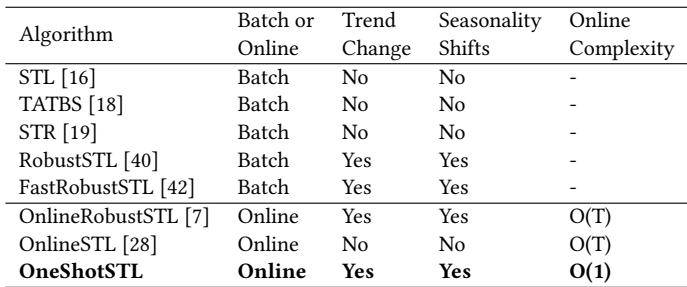 Algorithm Batch or Online Trend Change Seasonality Shifts Online Complexity
STL [16] Batch No No -
TATBS [18] Batch No No -
STR [19] Batch No No -
RobustSTL [40] Batch Yes Yes -
FastRobustSTL [42] Batch Yes Yes -
OnlineRobustSTL [7] Online Yes Yes O(T)
OnlineSTL [28] Online No No O(T)
OneShotSTL Online Yes Yes O(1)